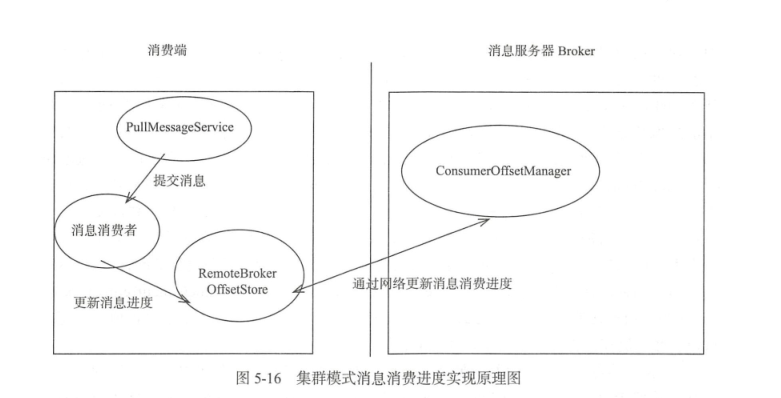 消费端
消息服务器 Broker
PullMessageService
提交消息
消息消费者
更新消息进度
RemoteBroker
OffsetStore
ConsumerOffsetManager
通过网络更新消息消费进度
图 5-16 集群模式消息消费进度实现原理图